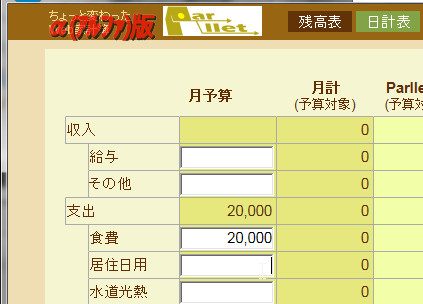 ちょーと変わった
α(アルファ)版
Parllet
残高表 日計表
月予算 月計 Parlle
(予算対象) (予算対
収入 0
給与 0
その他 0
支出 20,000 0
食費 20,000 0
居住日用 0
水道光熱 0